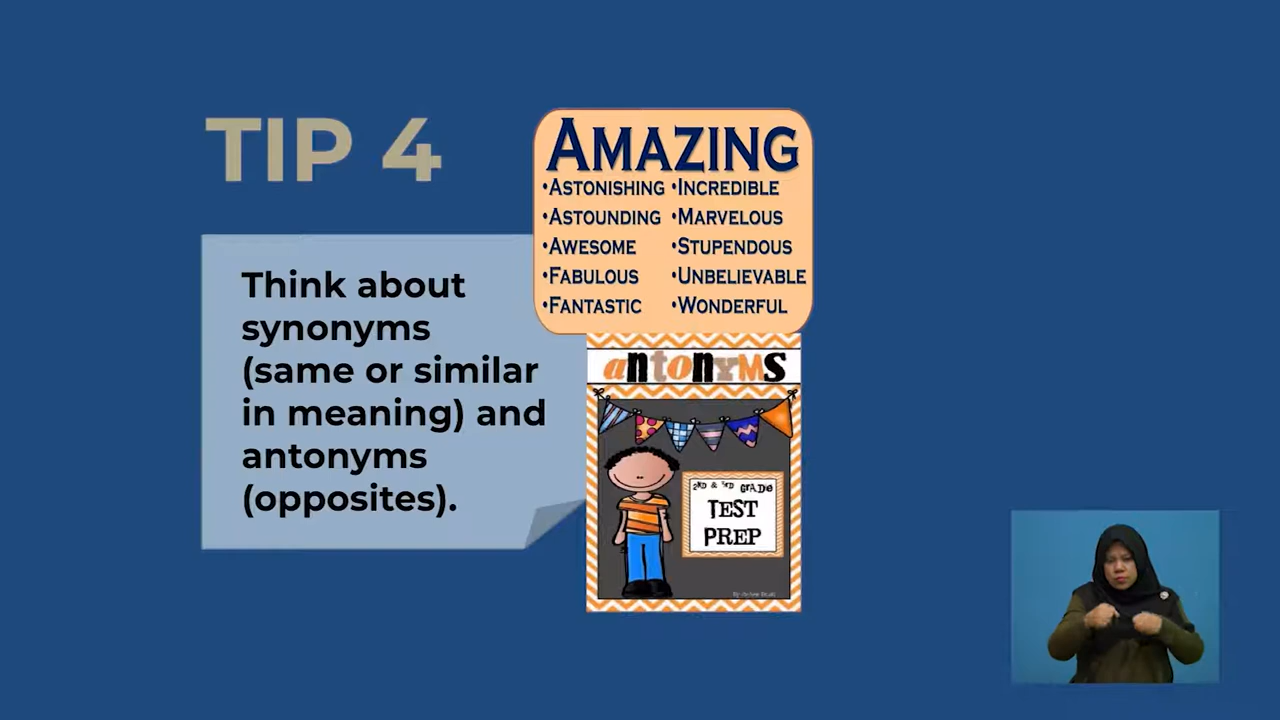 TIP 4
Think about
synonyms
(same or similar
in meaning) and
antonyms
(opposites).
AMAZING
•ASTONISHING •INCREDIBLE
•ASTOUNDING •MARVELOUS
•AWESOME •STUPENDOUS
•FABULOUS •UNBELIEVABLE
•FANTASTIC •WONDERFUL
antonyms
2ND & 3RD GRADE
TEST
PREP